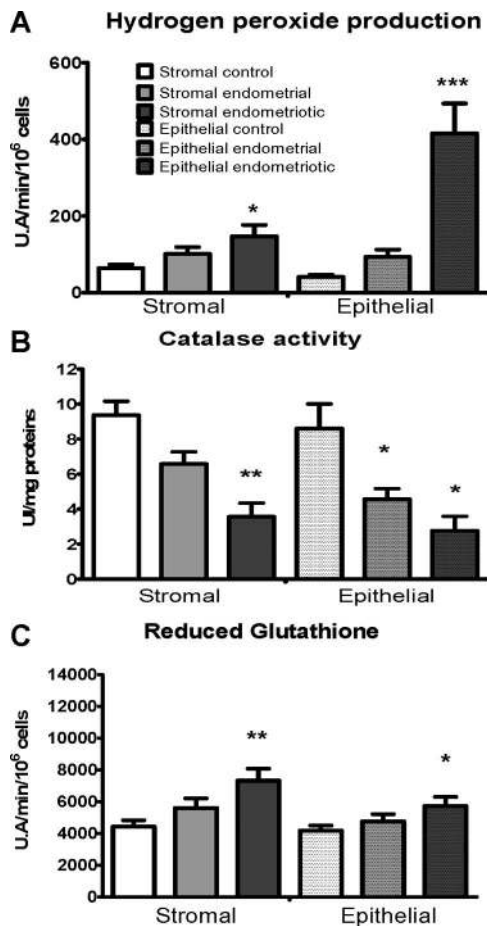 A Hydrogen peroxide production
U.A/min/10⁶ cells
600
400
200
0
Stromal control
Stromal endometrial
Stromal endometriotic
Epithelial control
Epithelial endometrial
Epithelial endometriotic
*
***
Stromal Epithelial
B Catalase activity
UI/mg proteins
12
10
8
6
4
2
0
**
*
*
Stromal Epithelial
C Reduced Glutathione
U.A/min/10⁶ cells
14000
12000
10000
8000
6000
4000
2000
0
**
*
Stromal Epithelial